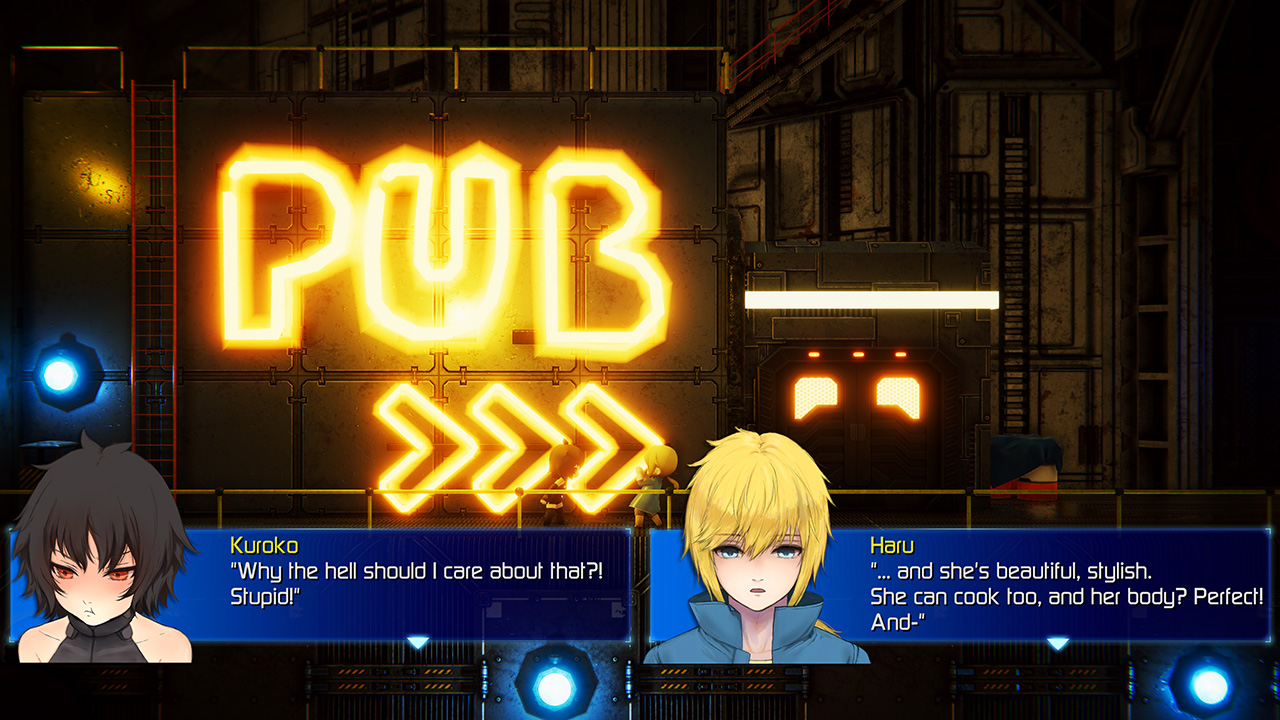 PUB
Kuroko
"Why the hell should I care about that?!
Stupid!"
Haru
"... and she's beautiful, stylish.
She can cook too, and her body? Perfect!
And-"